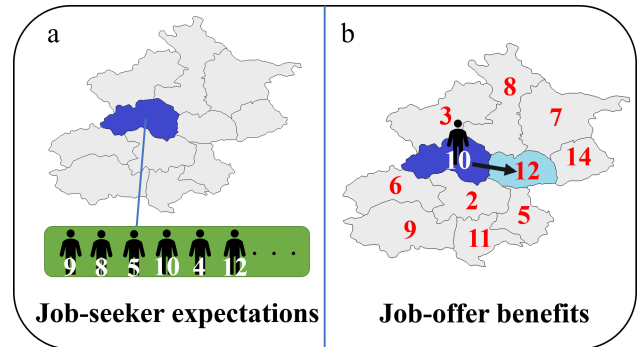 a
9 8 5 10 4 12 . . .
Job-seeker expectations
b
8
3
7
10
12
14
6
2
5
9
11
Job-offer benefits